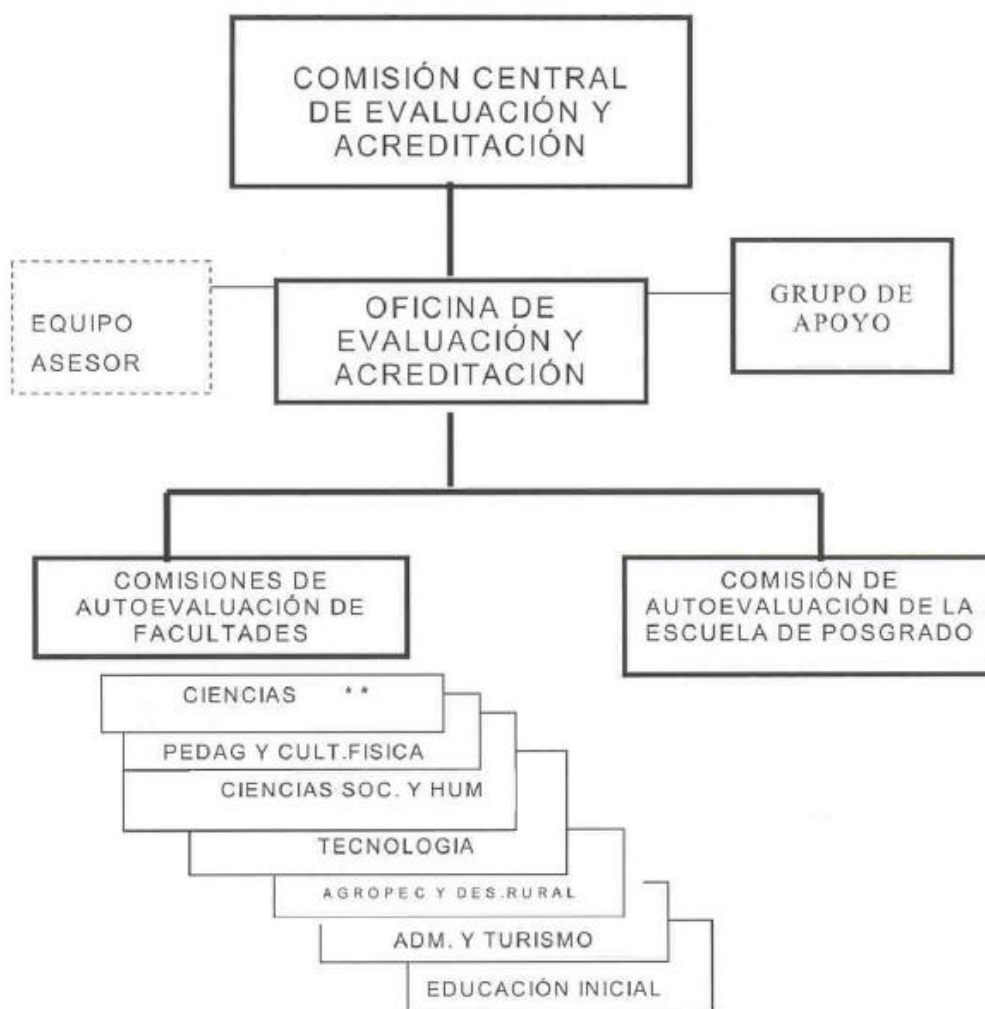 COMISIÓN CENTRAL
DE EVALUACIÓN Y
ACREDITACIÓN
EQUIPO
ASESOR
OFICINA DE
EVALUACIÓN Y
ACREDITACIÓN
GRUPO DE
APOYO
COMISIONES DE
AUTOEVALUACIÓN DE
FACULTADES
COMISIÓN DE
AUTOEVALUACIÓN DE LA
ESCUELA DE POSGRADO
CIENCIAS **
PEDAG Y CULT.FISICA
CIENCIAS SOC. Y HUM
TECNOLOGIA
AGROPEC Y DES.RURAL
ADM. Y TURISMO
EDUCACIÓN INICIAL